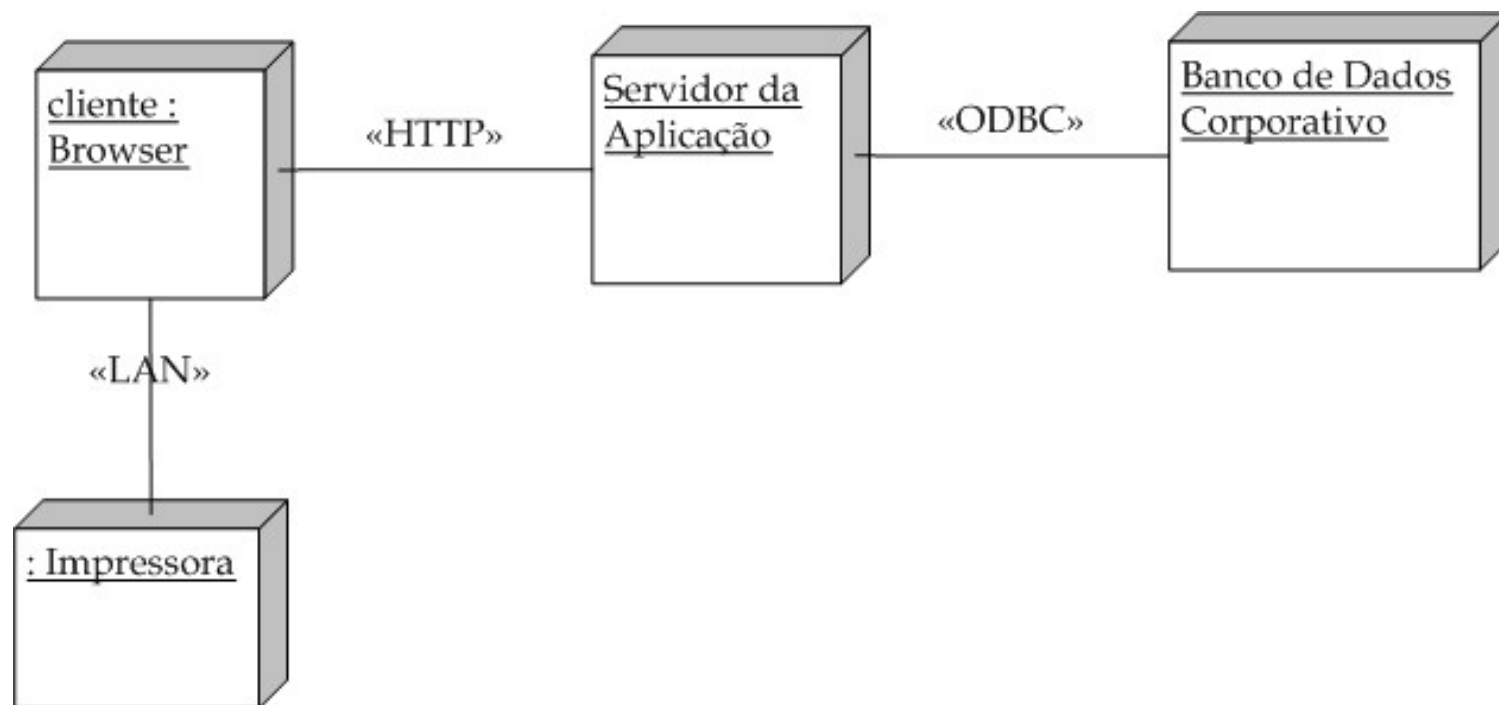 cliente :
Browser
«HTTP»
Servidor da
Aplicação
«ODBC»
Banco de Dados
Corporativo
«LAN»
: Impressora